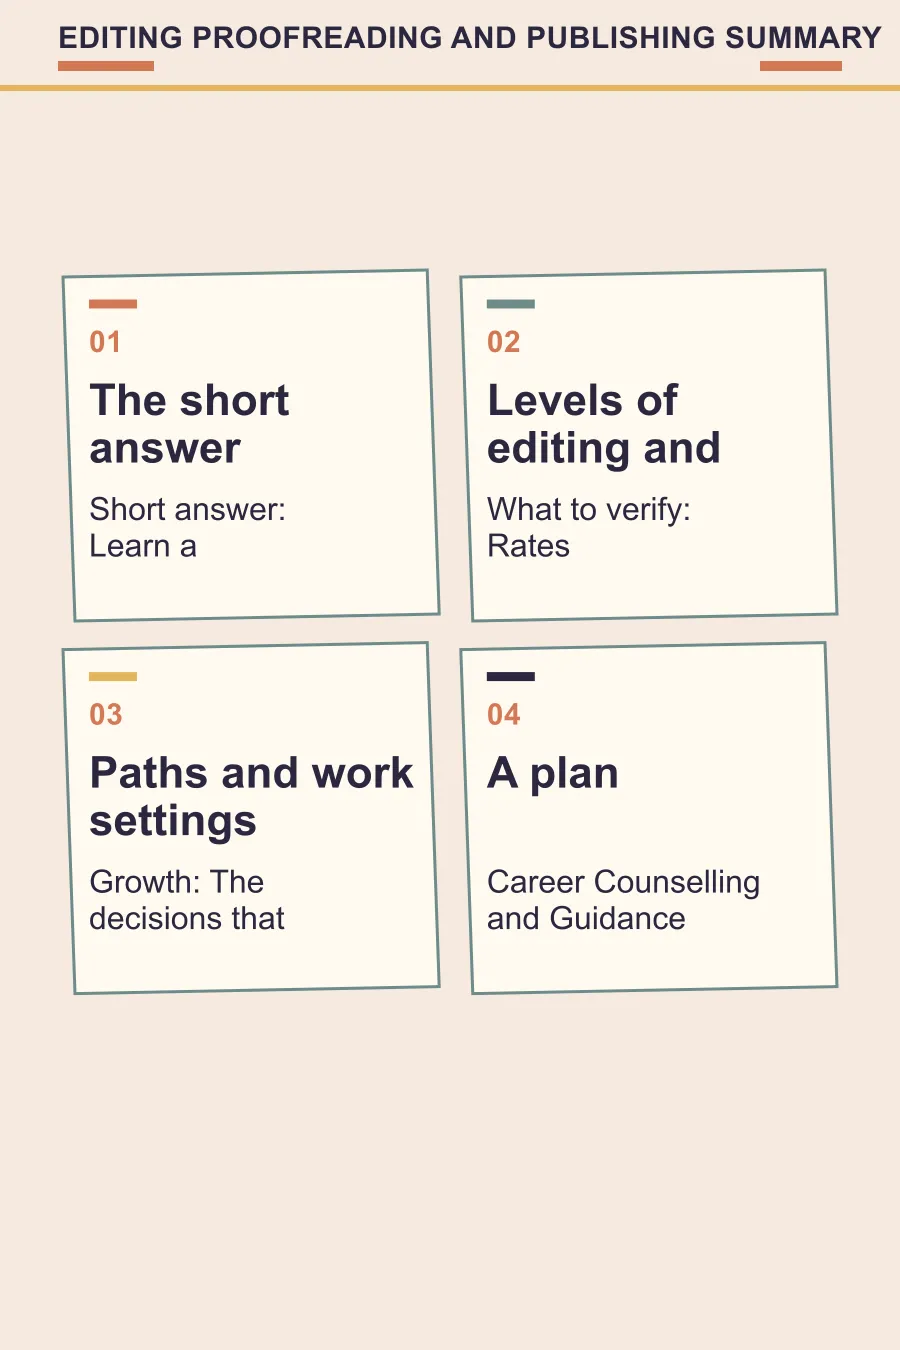 EDITING PROOFREADING AND PUBLISHING SUMMARY
01
The short
answer
Short answer:
Learn a
02
Levels of
editing and
What to verify:
Rates
03
Paths and work
settings
Growth: The
decisions that
04
A plan
Career Counselling
and Guidance